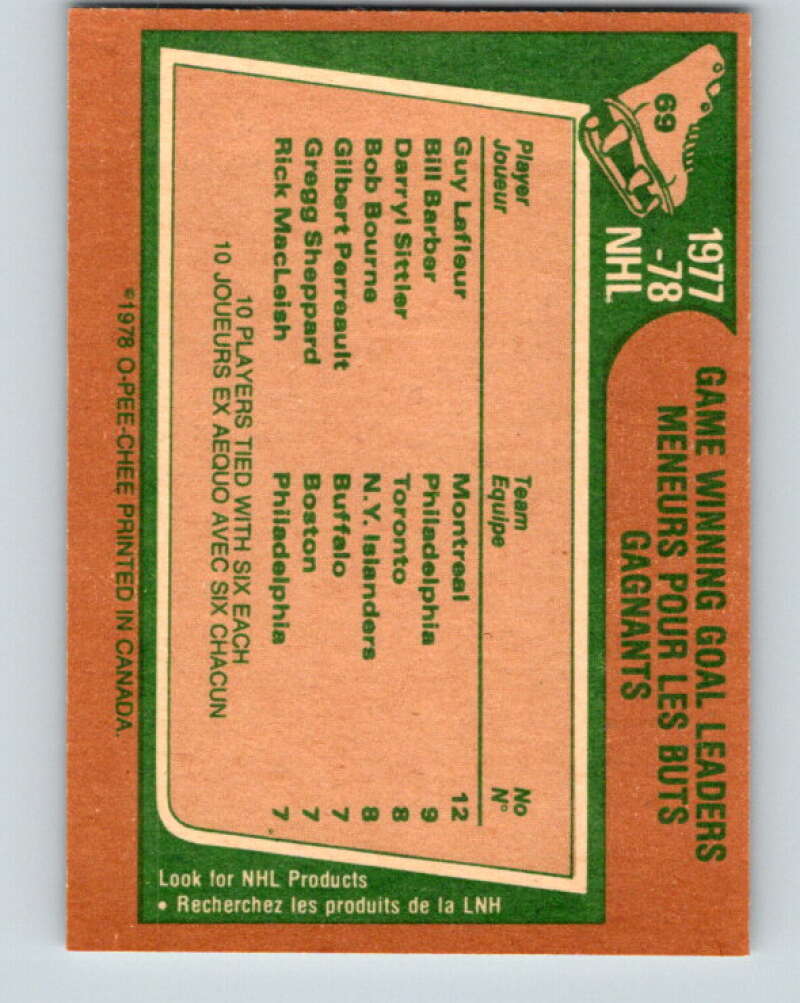 69
1977
-78
NHL
GAME WINNING GOAL LEADERS
MENEURS POUR LES BUTS
GAGNANTS
Player Team No
Joueur Equipe N°
Guy Lafleur Montreal 12
Bill Barber Philadelphia 9
Darryl Sittler Toronto 8
Bob Bourne N.Y. Islanders 8
Gilbert Perreault Buffalo 7
Gregg Sheppard Boston 7
Rick MacLeish Philadelphia 7
10 PLAYERS TIED WITH SIX EACH
10 JOUEURS EX AEQUO AVEC SIX CHACUN
Look for NHL Products
• Recherchez les produits de la LNH
©1978 O-PEE-CHEE PRINTED IN CANADA.